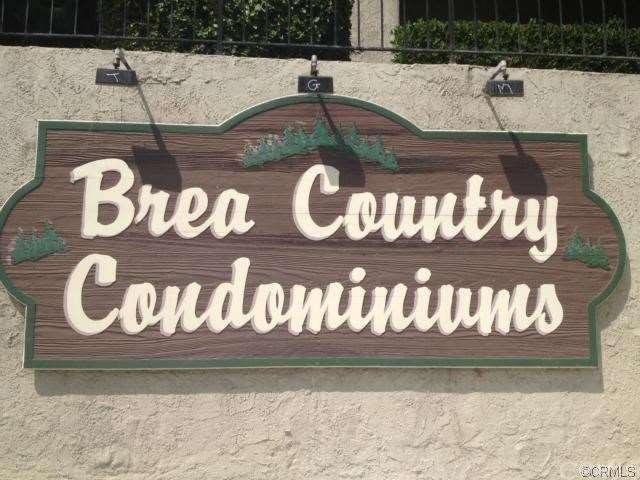 T G M
Brea Country
Condominiums
©CRMLS